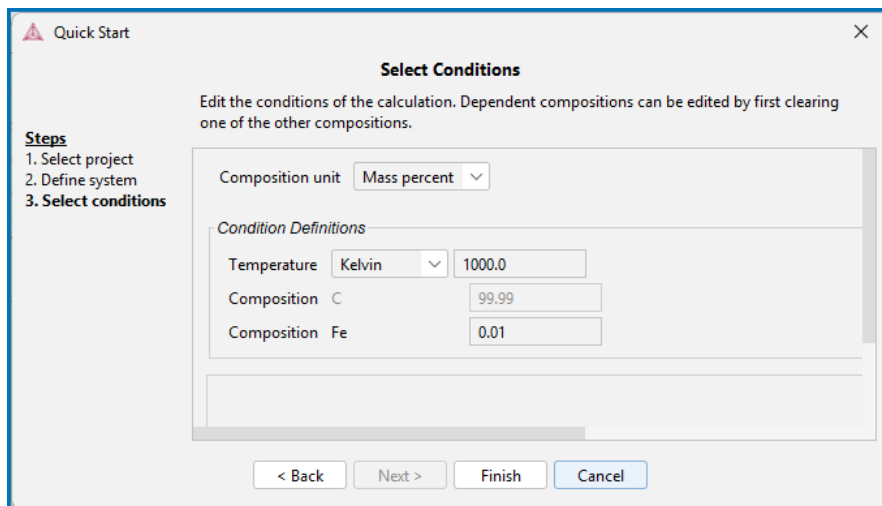 Quick Start
Select Conditions
Edit the conditions of the calculation. Dependent compositions can be edited by first clearing
one of the other compositions.
Steps
1. Select project
2. Define system
3. Select conditions
Composition unit Mass percent
Condition Definitions
Temperature Kelvin 1000.0
Composition C 99.99
Composition Fe 0.01
< Back Next > Finish Cancel